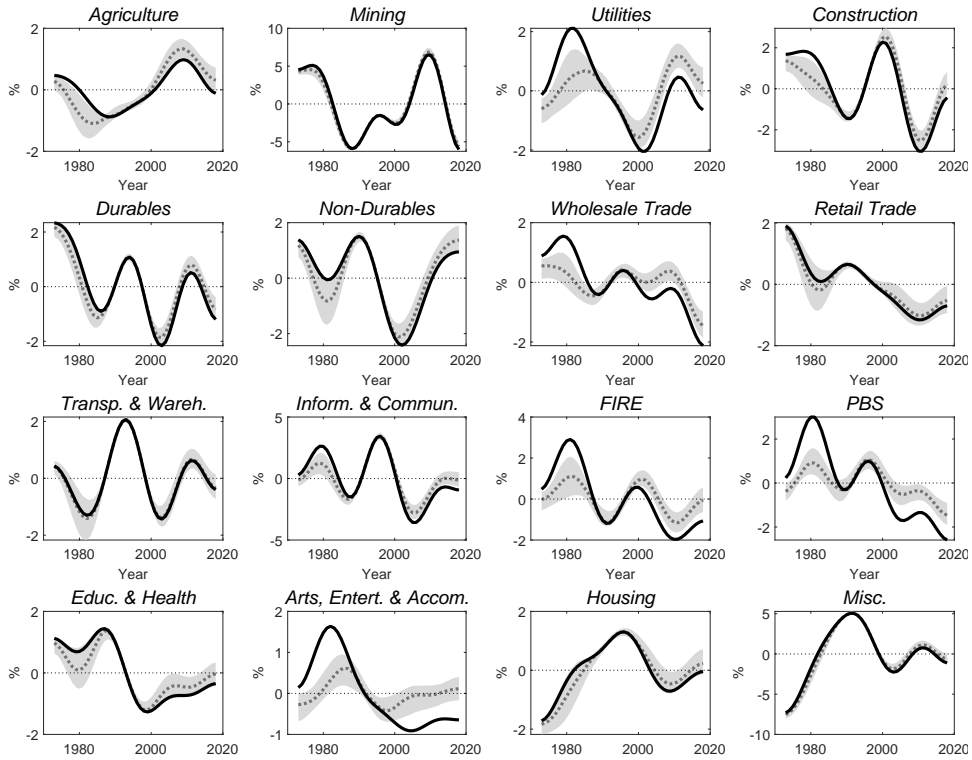 Agriculture
2
0
-2
%
1980 2000 2020
Year
Mining
10
5
0
-5
%
1980 2000 2020
Year
Utilities
2
0
-2
%
1980 2000 2020
Year
Construction
2
0
-2
%
1980 2000 2020
Year
Durables
2
0
-2
%
1980 2000 2020
Year
Non-Durables
2
0
-2
%
1980 2000 2020
Year
Wholesale Trade
2
0
-2
%
1980 2000 2020
Year
Retail Trade
2
0
-2
%
1980 2000 2020
Year
Transp. & Wareh.
2
0
-2
%
1980 2000 2020
Year
Inform. & Commun.
5
0
-5
%
1980 2000 2020
Year
FIRE
4
2
0
-2
%
1980 2000 2020
Year
PBS
2
0
-2
%
1980 2000 2020
Year
Educ. & Health
2
0
-2
%
1980 2000 2020
Year
Arts, Entert. & Accom.
2
1
0
-1
%
1980 2000 2020
Year
Housing
2
0
-2
%
1980 2000 2020
Year
Misc.
5
0
-5
-10
%
1980 2000 2020
Year